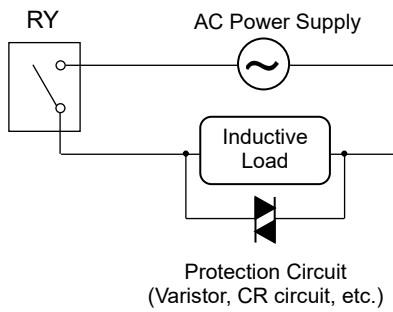 RY
AC Power Supply
Inductive
Load
Protection Circuit
(Varistor, CR circuit, etc.)